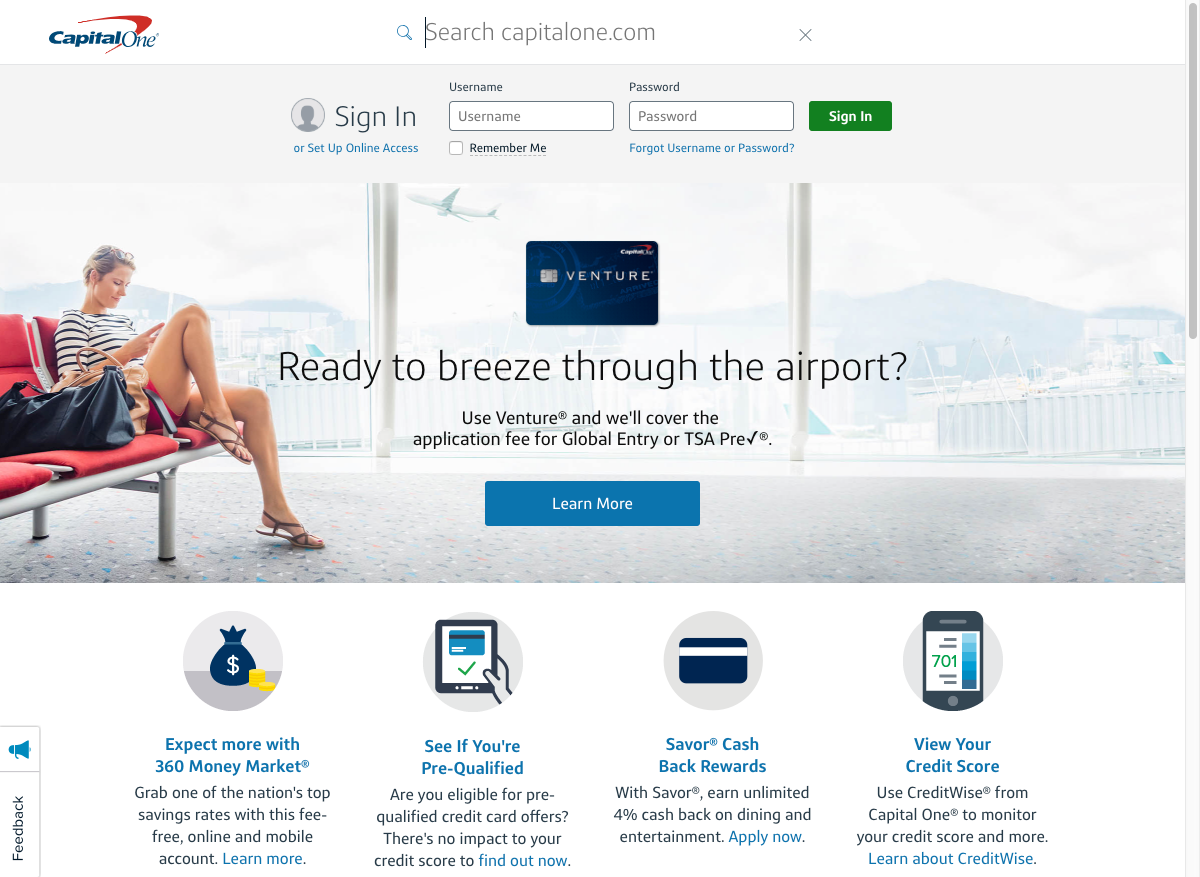 CapitalOne
Search capitalone.com
Username
Password
Sign In
Username
Password
Sign In
or Set Up Online Access
Remember Me
Forgot Username or Password?
CapitalOne
VENTURE
Ready to breeze through the airport?
Use Venture® and we'll cover the
application fee for Global Entry or TSA Pre✓®.
Learn More
$
701
Expect more with
360 Money Market®
Grab one of the nation's top
savings rates with this fee-
free, online and mobile
account. Learn more.
See If You're
Pre-Qualified
Are you eligible for pre-
qualified credit card offers?
There's no impact to your
credit score to find out now.
Savor® Cash
Back Rewards
With Savor®, earn unlimited
4% cash back on dining and
entertainment. Apply now.
View Your
Credit Score
Use CreditWise® from
Capital One® to monitor
your credit score and more.
Learn about CreditWise.
Feedback